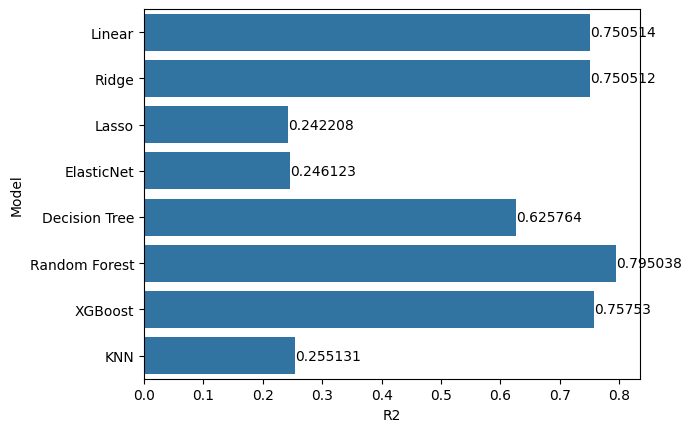 Linear 0.750514
Ridge 0.750512
Lasso 0.242208
ElasticNet 0.246123
Decision Tree 0.625764
Random Forest 0.795038
XGBoost 0.75753
KNN 0.255131
Model
0.0 0.1 0.2 0.3 0.4 0.5 0.6 0.7 0.8
R2